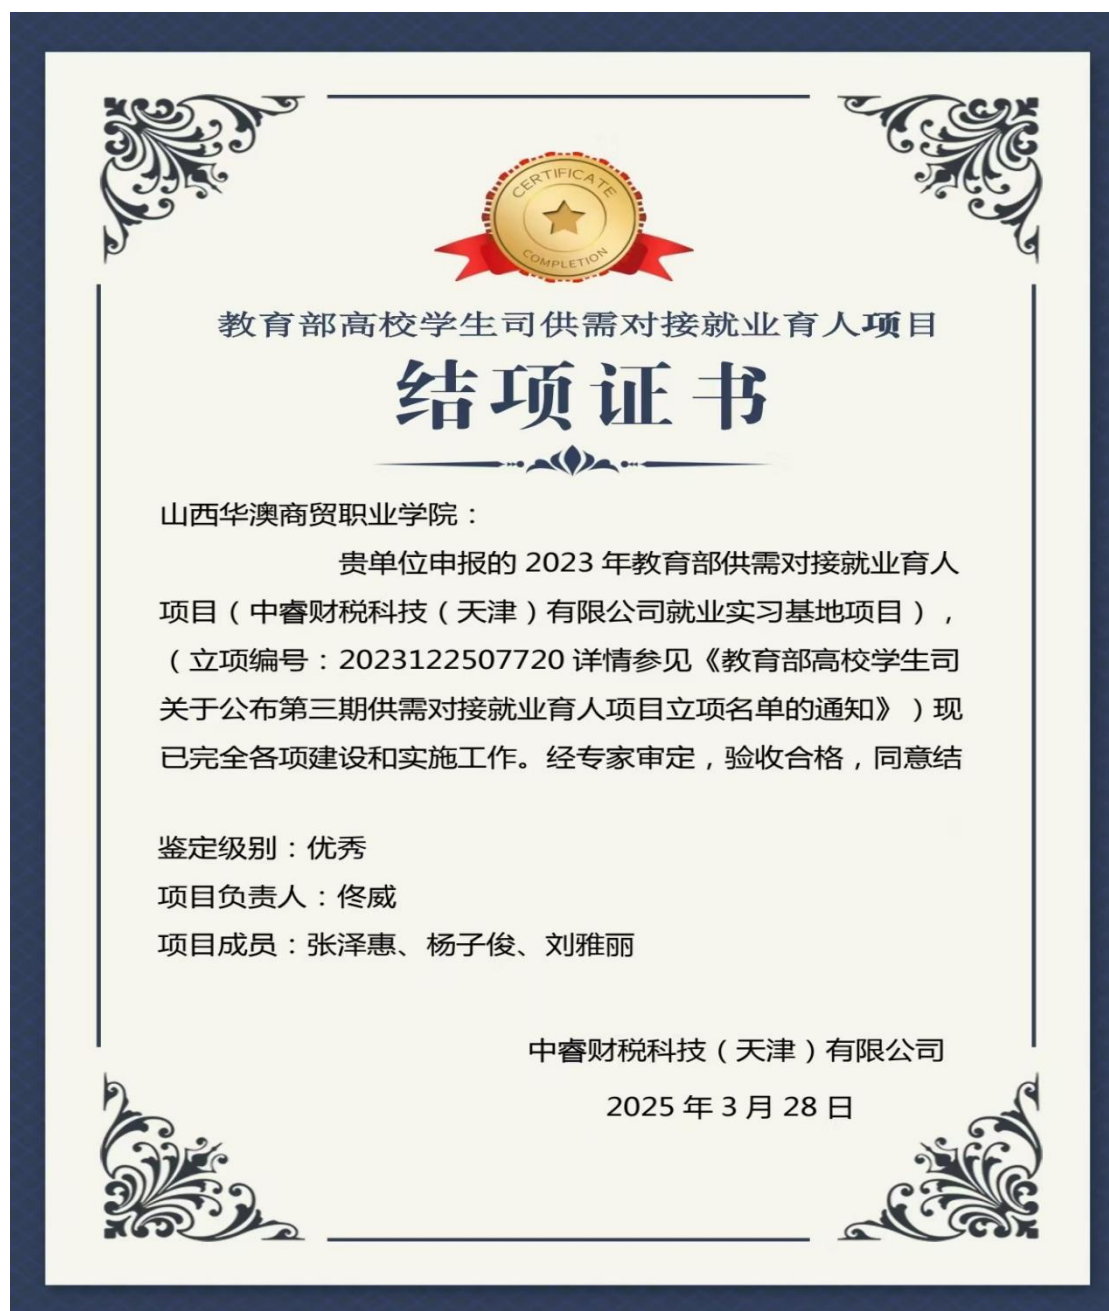 CERTIFICATE
COMPLETION
教育部高校学生司供需对接就业育人项目
结项证书
山西华澳商贸职业学院：
贵单位申报的 2023 年教育部供需对接就业育人
项目（中睿财税科技（天津）有限公司就业实习基地项目），
（立项编号：2023122507720 详情参见《教育部高校学生司
关于公布第三期供需对接就业育人项目立项名单的通知》）现
已完全各项建设和实施工作。经专家审定，验收合格，同意结
鉴定级别：优秀
项目负责人：佟威
项目成员：张泽惠、杨子俊、刘雅丽
中睿财税科技（天津）有限公司
2025 年 3 月 28 日